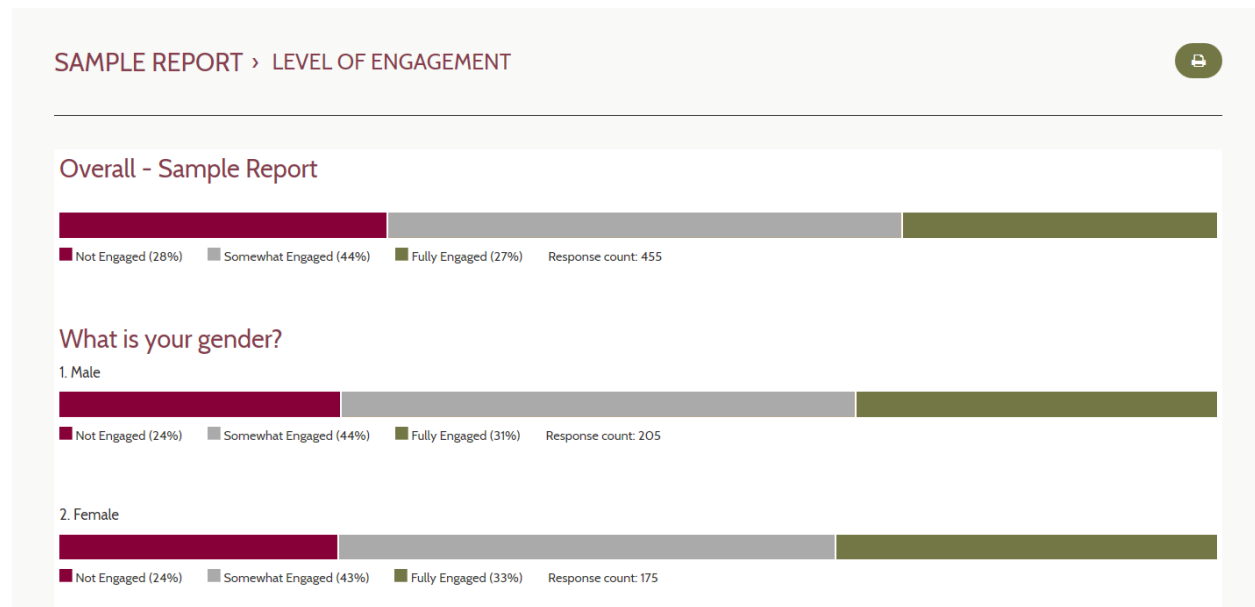 SAMPLE REPORT › LEVEL OF ENGAGEMENT
Overall - Sample Report
Not Engaged (28%) Somewhat Engaged (44%) Fully Engaged (27%) Response count: 455
What is your gender?
1. Male
Not Engaged (24%) Somewhat Engaged (44%) Fully Engaged (31%) Response count: 205
2. Female
Not Engaged (24%) Somewhat Engaged (43%) Fully Engaged (33%) Response count: 175